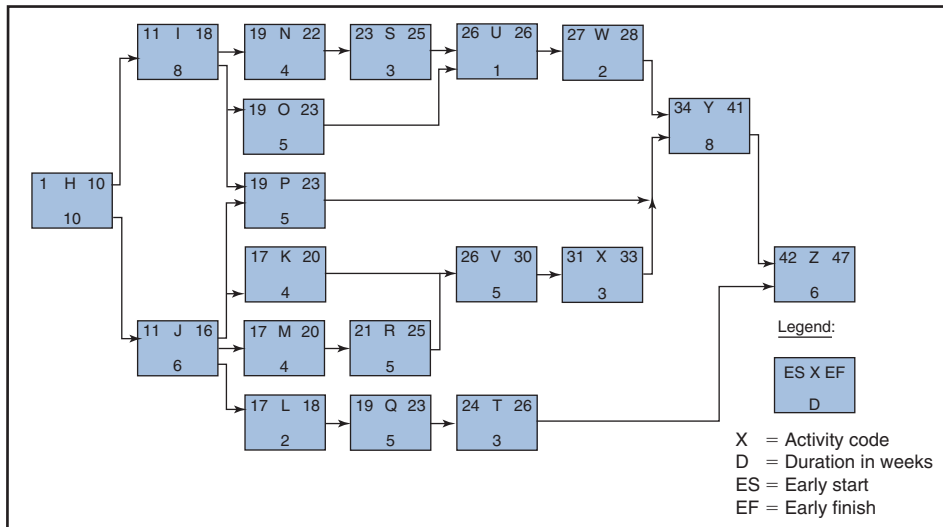 11 I 18
8
19 N 22
4
23 S 25
3
26 U 26
1
27 W 28
2
19 O 23
5
34 Y 41
8
1 H 10
10
19 P 23
5
17 K 20
4
26 V 30
5
31 X 33
3
42 Z 47
6
11 J 16
6
17 M 20
4
21 R 25
5
17 L 18
2
19 Q 23
5
24 T 26
3
Legend:
ES X EF
D
X = Activity code
D = Duration in weeks
ES = Early start
EF = Early finish